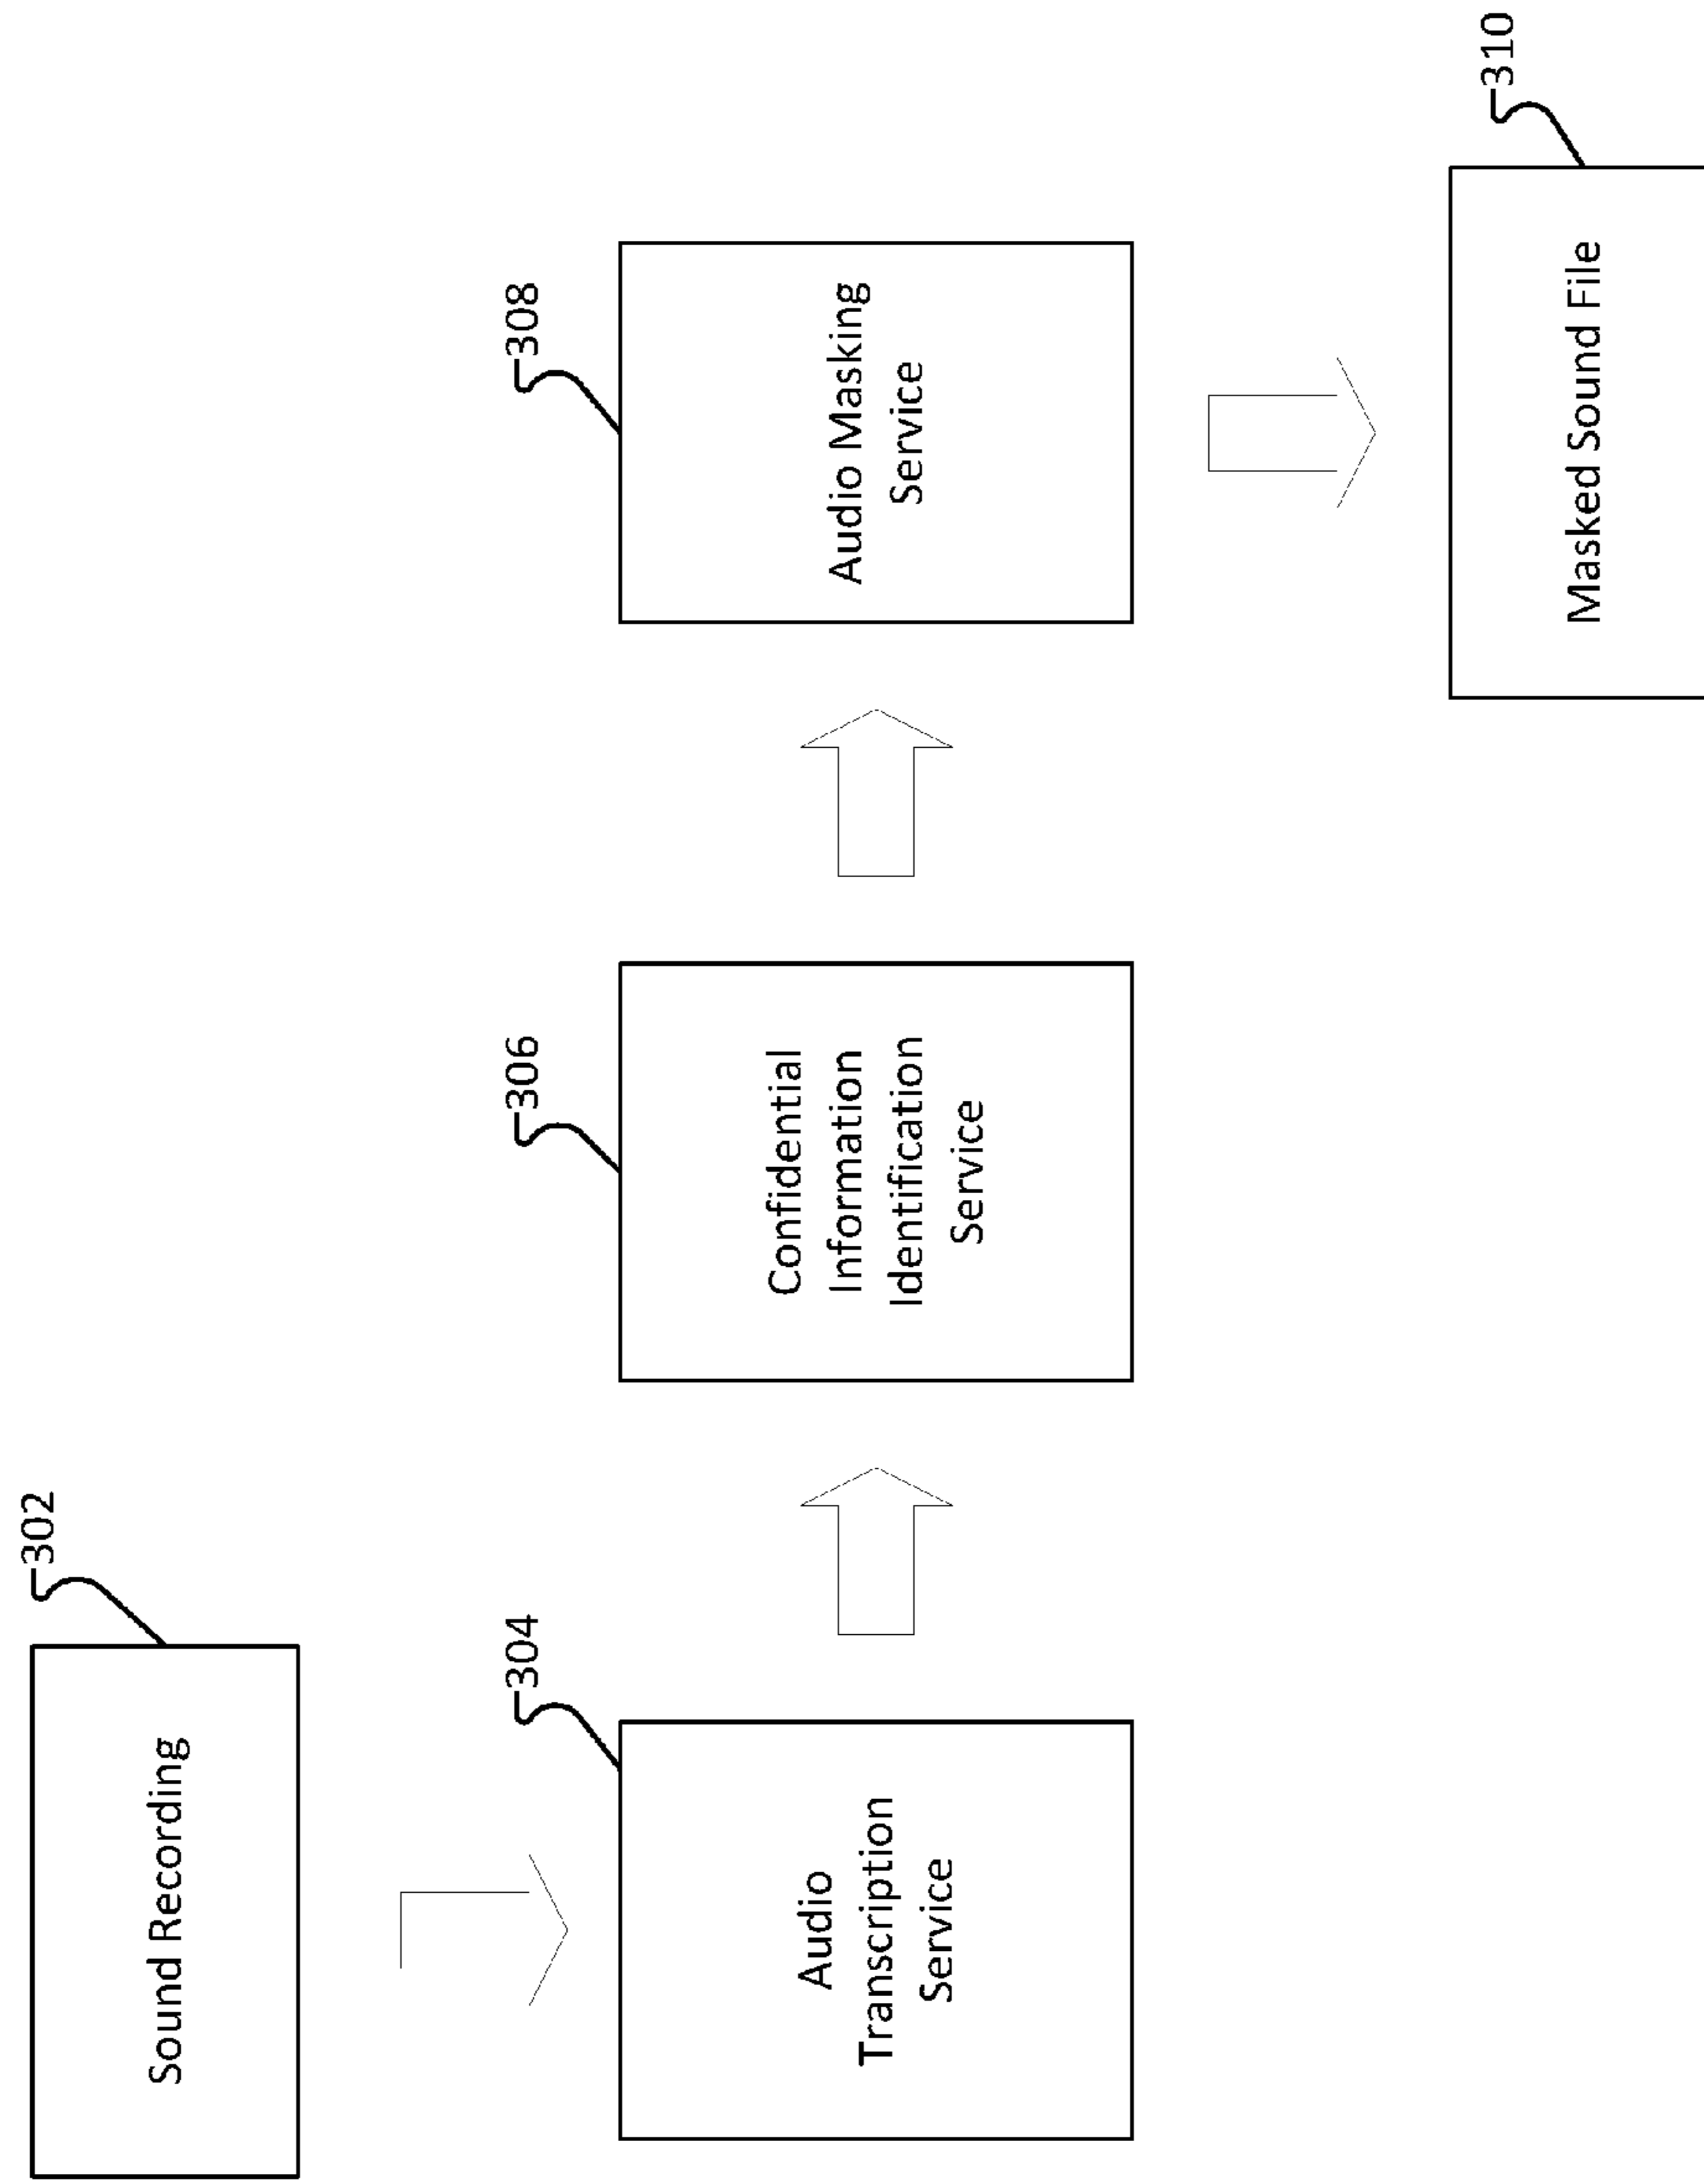 302
Sound Recording
304
Audio
Transcription
Service
306
Confidential
Information
Identification
Service
308
Audio Masking
Service
310
Masked Sound File